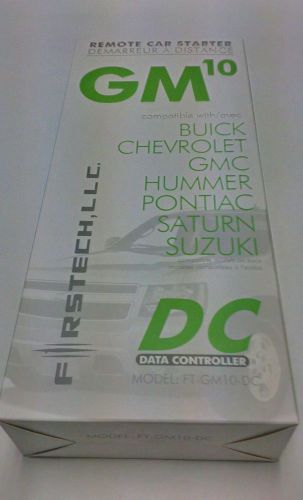 REMOTE CAR STARTER
DÉMARREUR À DISTANCE
GM10
compatible with/avec
BUICK
CHEVROLET
GMC
HUMMER
PONTIAC
SATURN
SUZUKI
FIRSTECH, LLC.
DC
DATA CONTROLLER
MODEL: FT-GM10-DC
MODEL: FT-GM10-DC